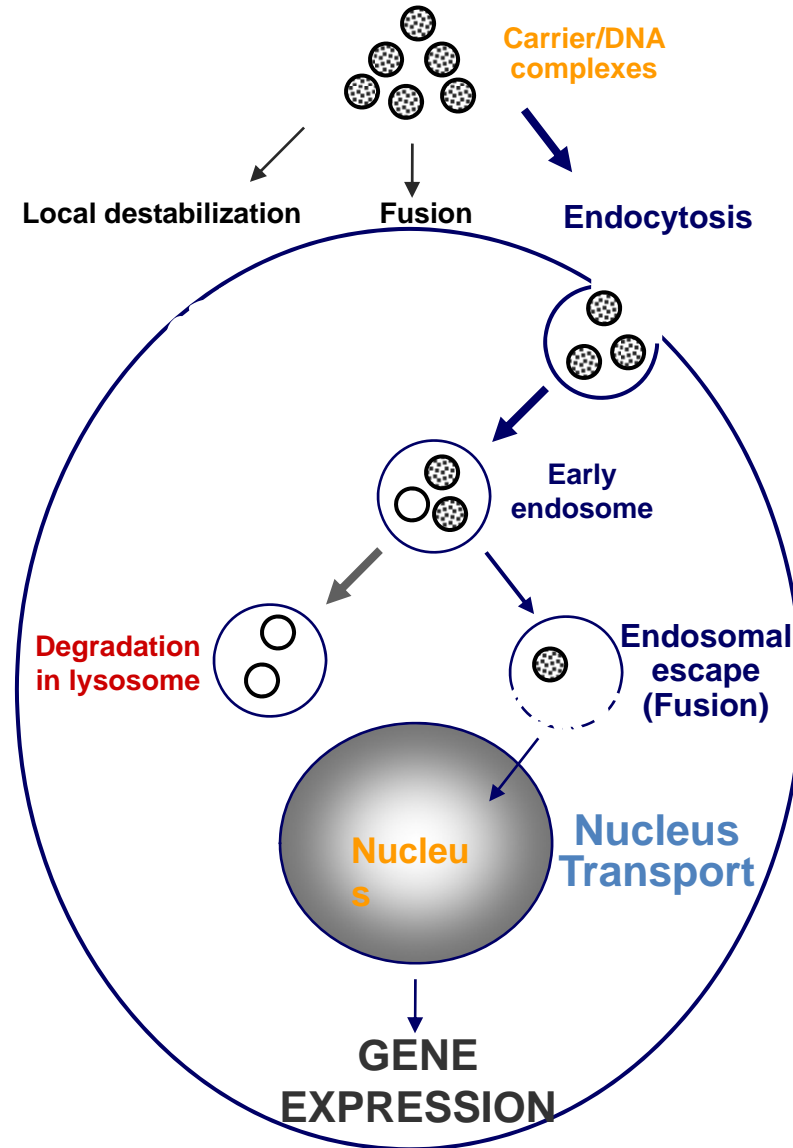 Carrier/DNA
complexes
Local destabilization
Fusion
Endocytosis
Early
endosome
Degradation
in lysosome
Endosomal
escape
(Fusion)
Nucleu
s
Nucleus
Transport
GENE
EXPRESSION